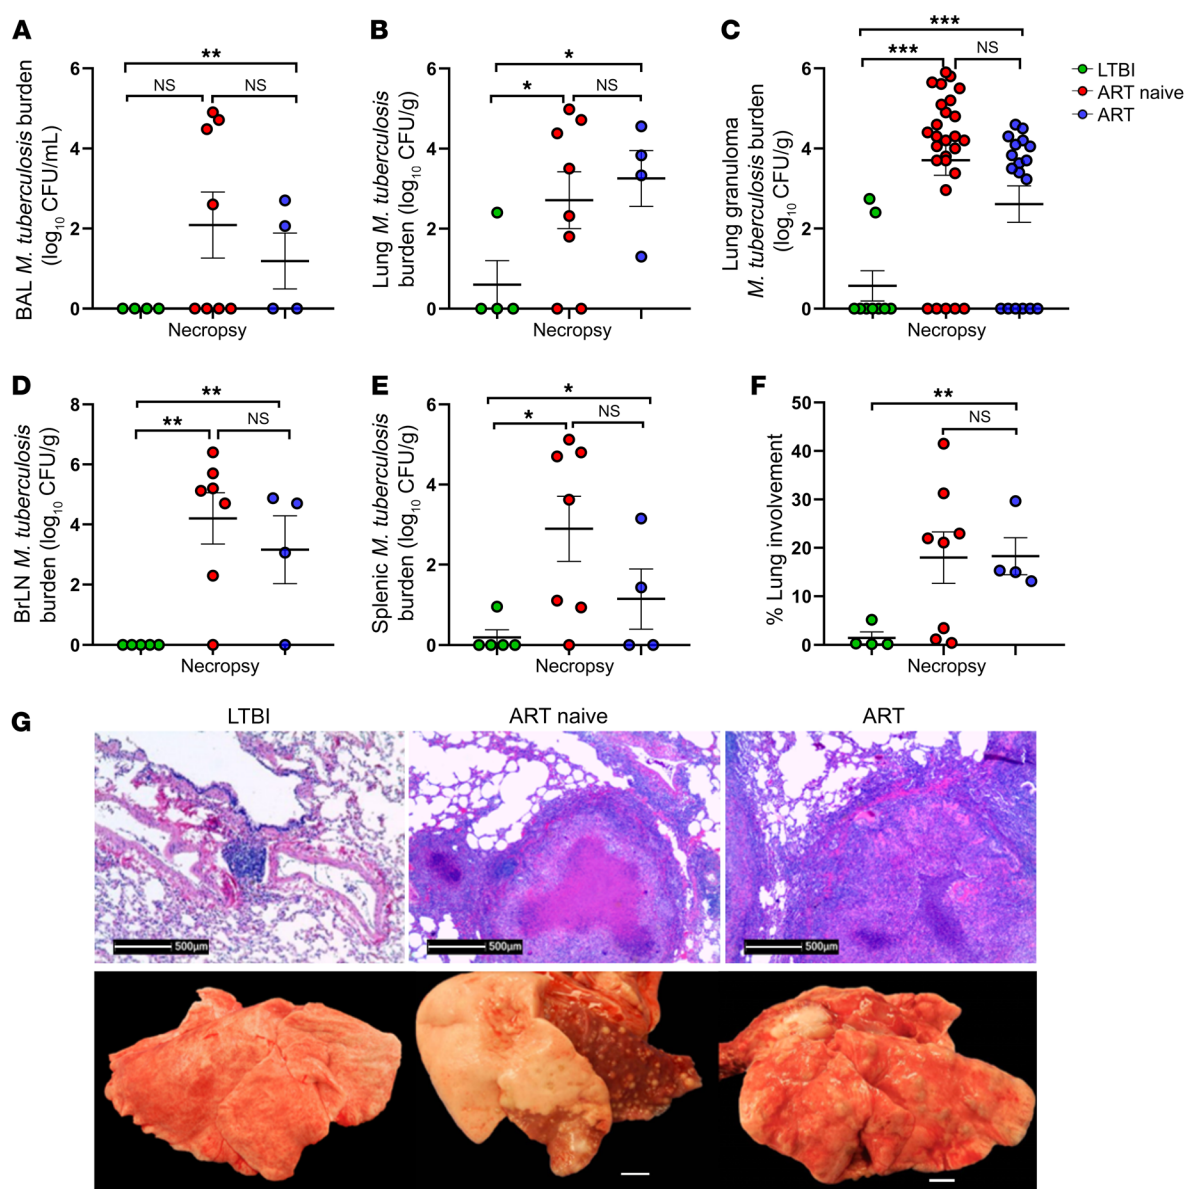 A
BAL M. tuberculosis burden
(log10 CFU/mL)
6
4
2
0
**
NS
NS
Necropsy
B
Lung M. tuberculosis
burden (log10 CFU/g)
6
4
2
0
*
*
NS
Necropsy
C
Lung granuloma
M. tuberculosis burden
(log10 CFU/g)
6
4
2
0
***
***
NS
Necropsy
LTBI
ART naive
ART
D
BrLN M. tuberculosis
burden (log10 CFU/g)
8
6
4
2
0
**
**
NS
Necropsy
E
Splenic M. tuberculosis
burden (log10 CFU/g)
6
4
2
0
*
*
NS
Necropsy
F
% Lung involvement
50
40
30
20
10
0
**
NS
Necropsy
G
LTBI
ART naive
ART
500µm
500µm
500µm